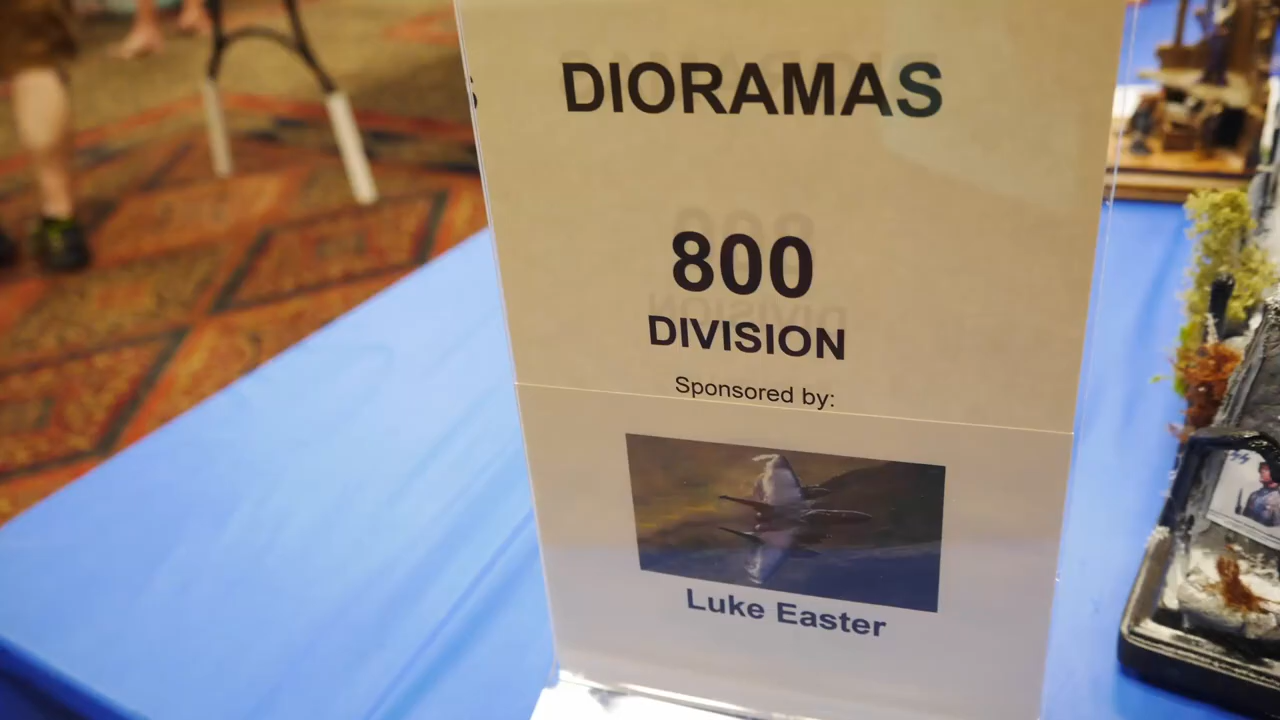 DIORAMAS
800
DIVISION
Sponsored by:
Luke Easter